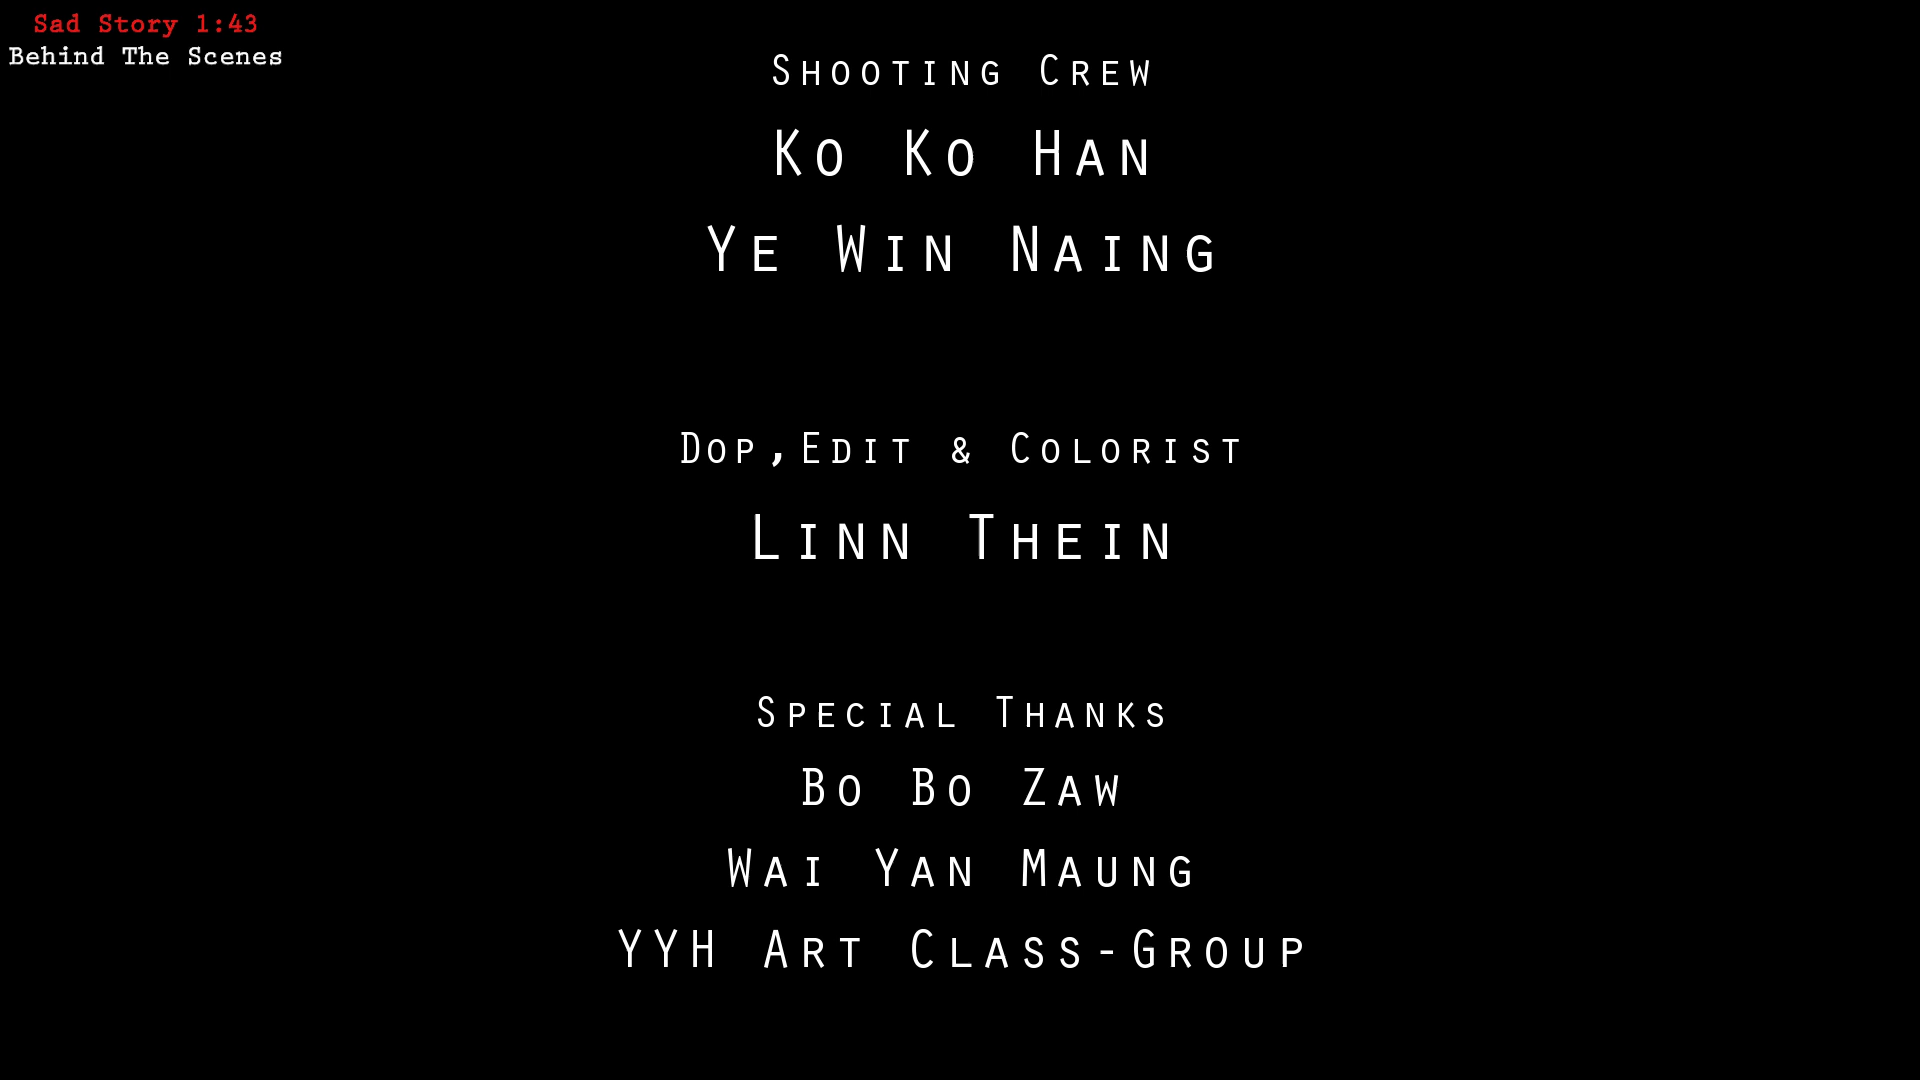 Sad Story 1:43
Behind The Scenes
Shooting Crew
Ko Ko Han
Ye Win Naing
Dop,Edit & Colorist
Linn Thein
Special Thanks
Bo Bo Zaw
Wai Yan Maung
YYH Art Class-Group